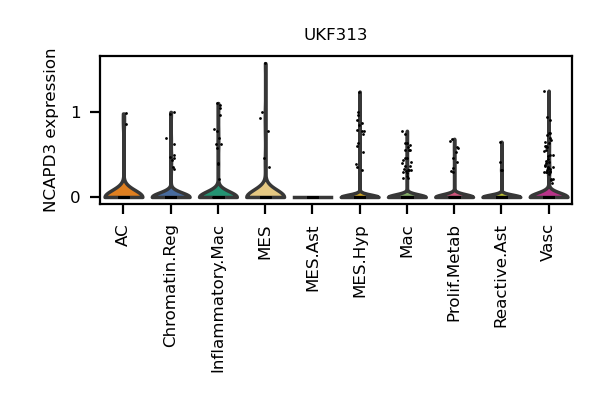 UKF313
NCAPD3 expression
1
0
AC
Chromatin.Reg
Inflammatory.Mac
MES
MES.Ast
MES.Hyp
Mac
Prolif.Metab
Reactive.Ast
Vasc